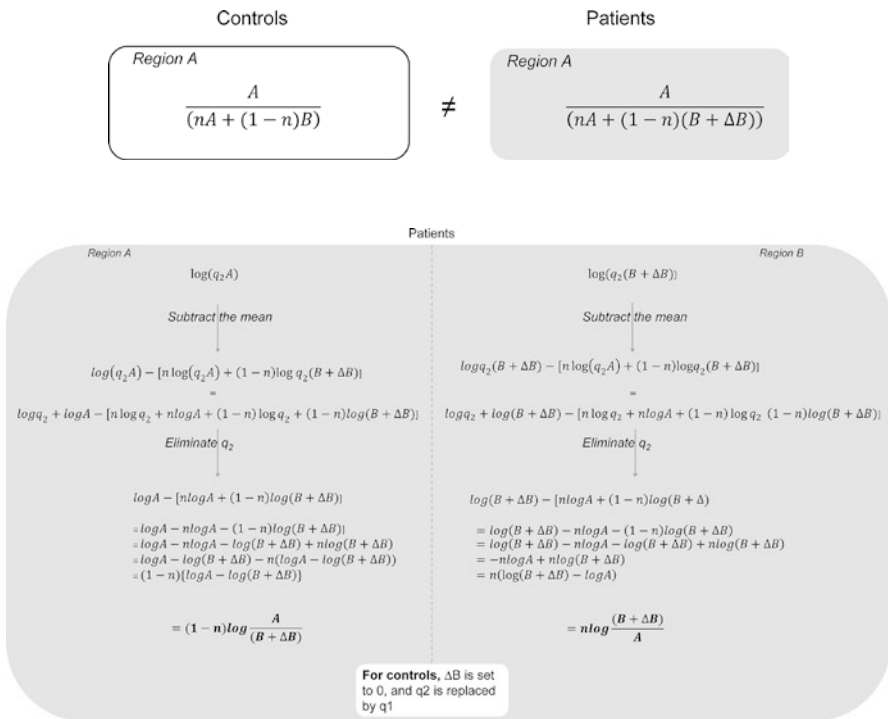 Controls
Patients
Region A
A
(nA + (1 − n)B)
≠
Region A
A
(nA + (1 − n)(B + ΔB))
Patients
Region A
log(q₂A)
Subtract the mean
log(q₂A) − [n log(q₂A) + (1 − n)log q₂(B + ΔB)]
=
logq₂ + logA − [n log q₂ + nlogA + (1 − n) log q₂ + (1 − n)log(B + ΔB)]
Eliminate q₂
logA − [nlogA + (1 − n)log(B + ΔB)]
= logA − nlogA − (1 − n)log(B + ΔB)]
= logA − nlogA − log(B + ΔB) + nlog(B + ΔB)
= logA − log(B + ΔB) − n(logA − log(B + ΔB))
= (1 − n){logA − log(B + ΔB)}
= (1 − n)log A
(B + ΔB)
Region B
log(q₂(B + ΔB)]
Subtract the mean
logq₂(B + ΔB) − [n log(q₂A) + (1 − n)logq₂(B + ΔB)]
=
logq₂ + log(B + ΔB) − [n log q₂ + nlogA + (1 − n) log q₂ (1 − n)log(B + ΔB)]
Eliminate q₂
log(B + ΔB) − [nlogA + (1 − n)log(B + Δ)
= log(B + ΔB) − nlogA − (1 − n)log(B + ΔB)
= log(B + ΔB) − nlogA − log(B + ΔB) + nlog(B + ΔB)
= −nlogA + nlog(B + ΔB)
= n(log(B + ΔB) − logA)
= nlog (B + ΔB)
A
For controls, ΔB is set
to 0, and q2 is replaced
by q1